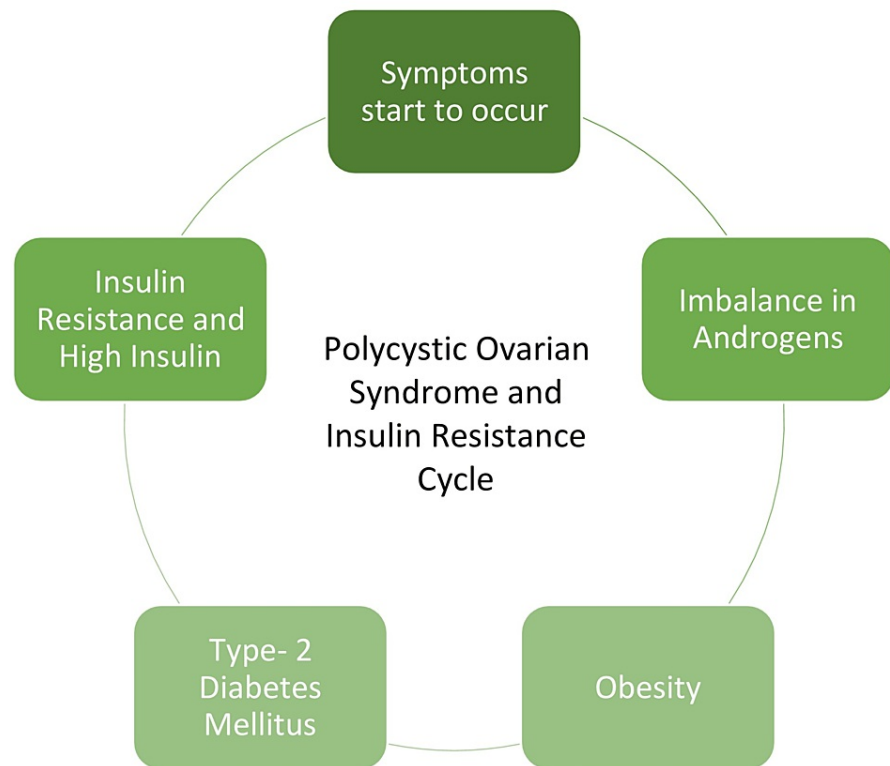 Symptoms
start to occur
Imbalance in
Androgens
Obesity
Type- 2
Diabetes
Mellitus
Insulin
Resistance and
High Insulin
Polycystic Ovarian
Syndrome and
Insulin Resistance
Cycle